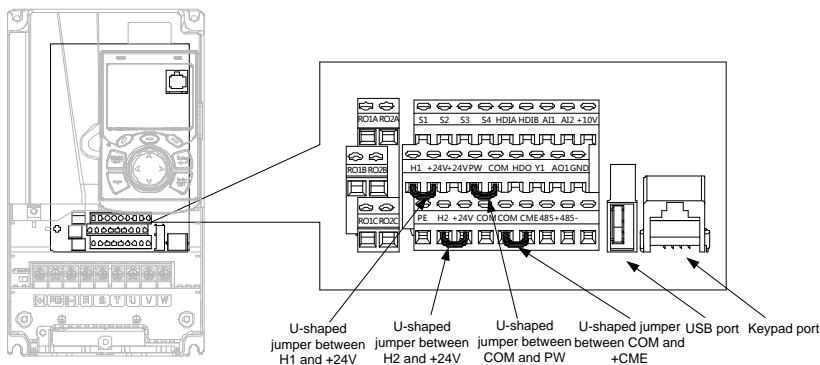 RO1A RO2A
S1 S2 S3 S4 HDIA HDIB AI1 AI2 +10V
RO1B RO2B
H1 +24V +24V PW COM HDO Y1 AO1 GND
RO1C RO2C
PE H2 +24V COM COM CME 485+ 485-
R S T U V W
U-shaped
jumper between
H1 and +24V
U-shaped
jumper between
H2 and +24V
U-shaped
jumper between
COM and PW
U-shaped jumper
between COM and
+CME
USB port
Keypad port